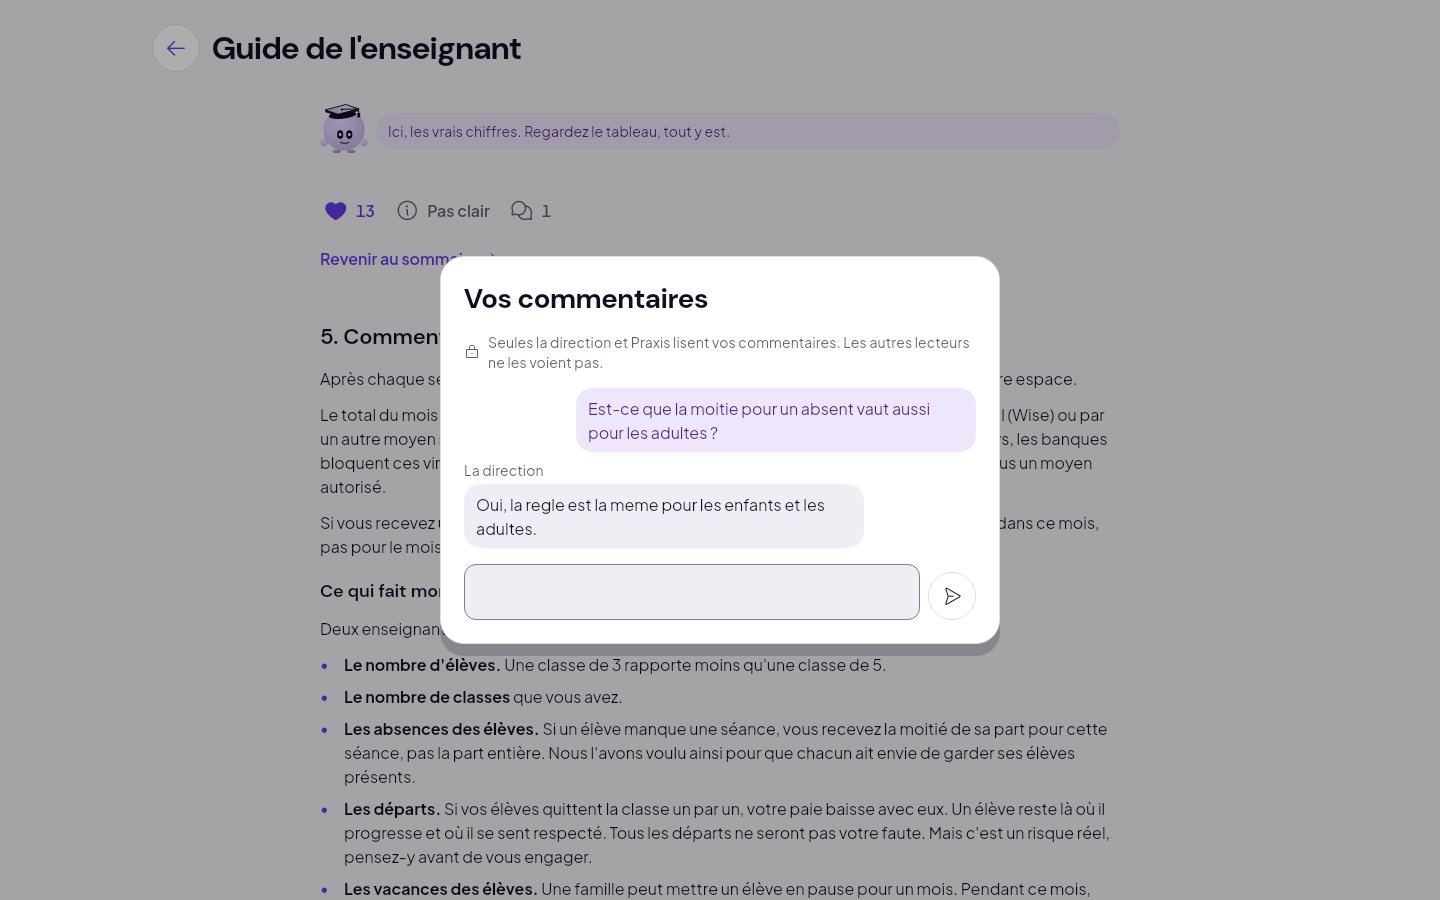 Guide de l'enseignant
Ici, les vrais chiffres. Regardez le tableau, tout y est.
13 Pas clair 1
Revenir au
Vos commentaires
Seules la direction et Praxis lisent vos commentaires. Les autres lecteurs
ne les voient pas.
Est-ce que la moitie pour un absent vaut aussi
pour les adultes ?
La direction
Oui, la regle est la meme pour les enfants et les
adultes.
5. Comment
Après chaque espace.
Le total du mois (Wise) ou par
un autre moyen les banques
bloquent ces un moyen
autorisé.
Si vous recevez dans ce mois,
pas pour le mois
Ce qui fait
Deux
• Le nombre d'élèves. Une classe de 3 rapporte moins qu'une classe de 5.
• Le nombre de classes que vous avez.
• Les absences des élèves. Si un élève manque une séance, vous recevez la moitié de sa part pour cette
séance, pas la part entière. Nous l'avons voulu ainsi pour que chacun ait envie de garder ses élèves
présents.
• Les départs. Si vos élèves quittent la classe un par un, votre paie baisse avec eux. Un élève reste là où il
progresse et où il se sent respecté. Tous les départs ne seront pas votre faute. Mais c'est un risque réel,
pensez-y avant de vous engager.
• Les vacances des élèves. Une famille peut mettre un élève en pause pour un mois. Pendant ce mois,